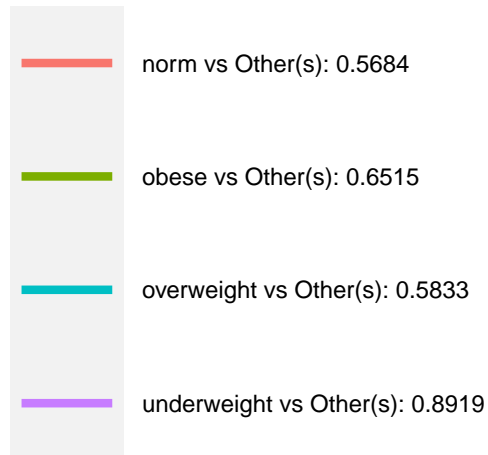 norm vs Other(s): 0.5684
obese vs Other(s): 0.6515
overweight vs Other(s): 0.5833
underweight vs Other(s): 0.8919